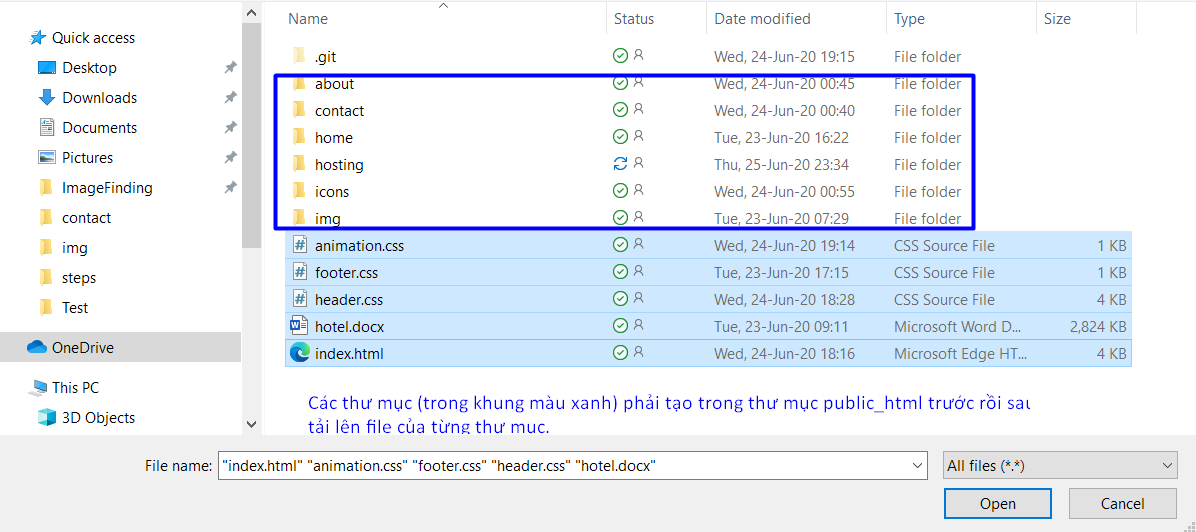 Name Status Date modified Type Size
Quick access
Desktop
Downloads
Documents
Pictures
ImageFinding
contact
img
steps
Test
OneDrive
This PC
3D Objects
.git Wed, 24-Jun-20 19:15 File folder
about Wed, 24-Jun-20 00:45 File folder
contact Wed, 24-Jun-20 00:40 File folder
home Tue, 23-Jun-20 16:22 File folder
hosting Thu, 25-Jun-20 23:34 File folder
icons Wed, 24-Jun-20 00:55 File folder
img Tue, 23-Jun-20 07:29 File folder
animation.css Wed, 24-Jun-20 19:14 CSS Source File 1 KB
footer.css Tue, 23-Jun-20 17:15 CSS Source File 1 KB
header.css Wed, 24-Jun-20 18:28 CSS Source File 4 KB
hotel.docx Tue, 23-Jun-20 09:11 Microsoft Word D... 2,824 KB
index.html Wed, 24-Jun-20 18:16 Microsoft Edge HT... 4 KB
Các thư mục (trong khung màu xanh) phải tạo trong thư mục public_html trước rồi sau
tải lên file của từng thư mục.
File name: "index.html" "animation.css" "footer.css" "header.css" "hotel.docx" All files (*.*)
Open Cancel